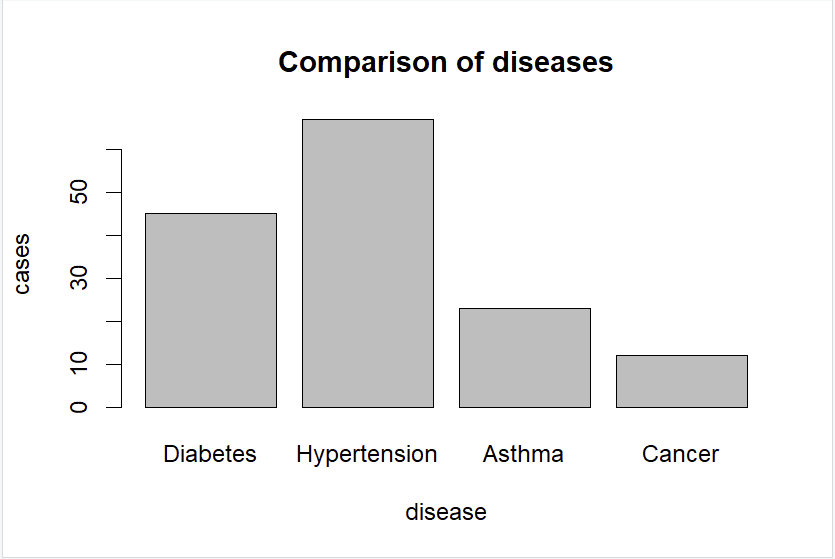 Comparison of diseases
cases
50
30
10
0
Diabetes Hypertension Asthma Cancer
disease